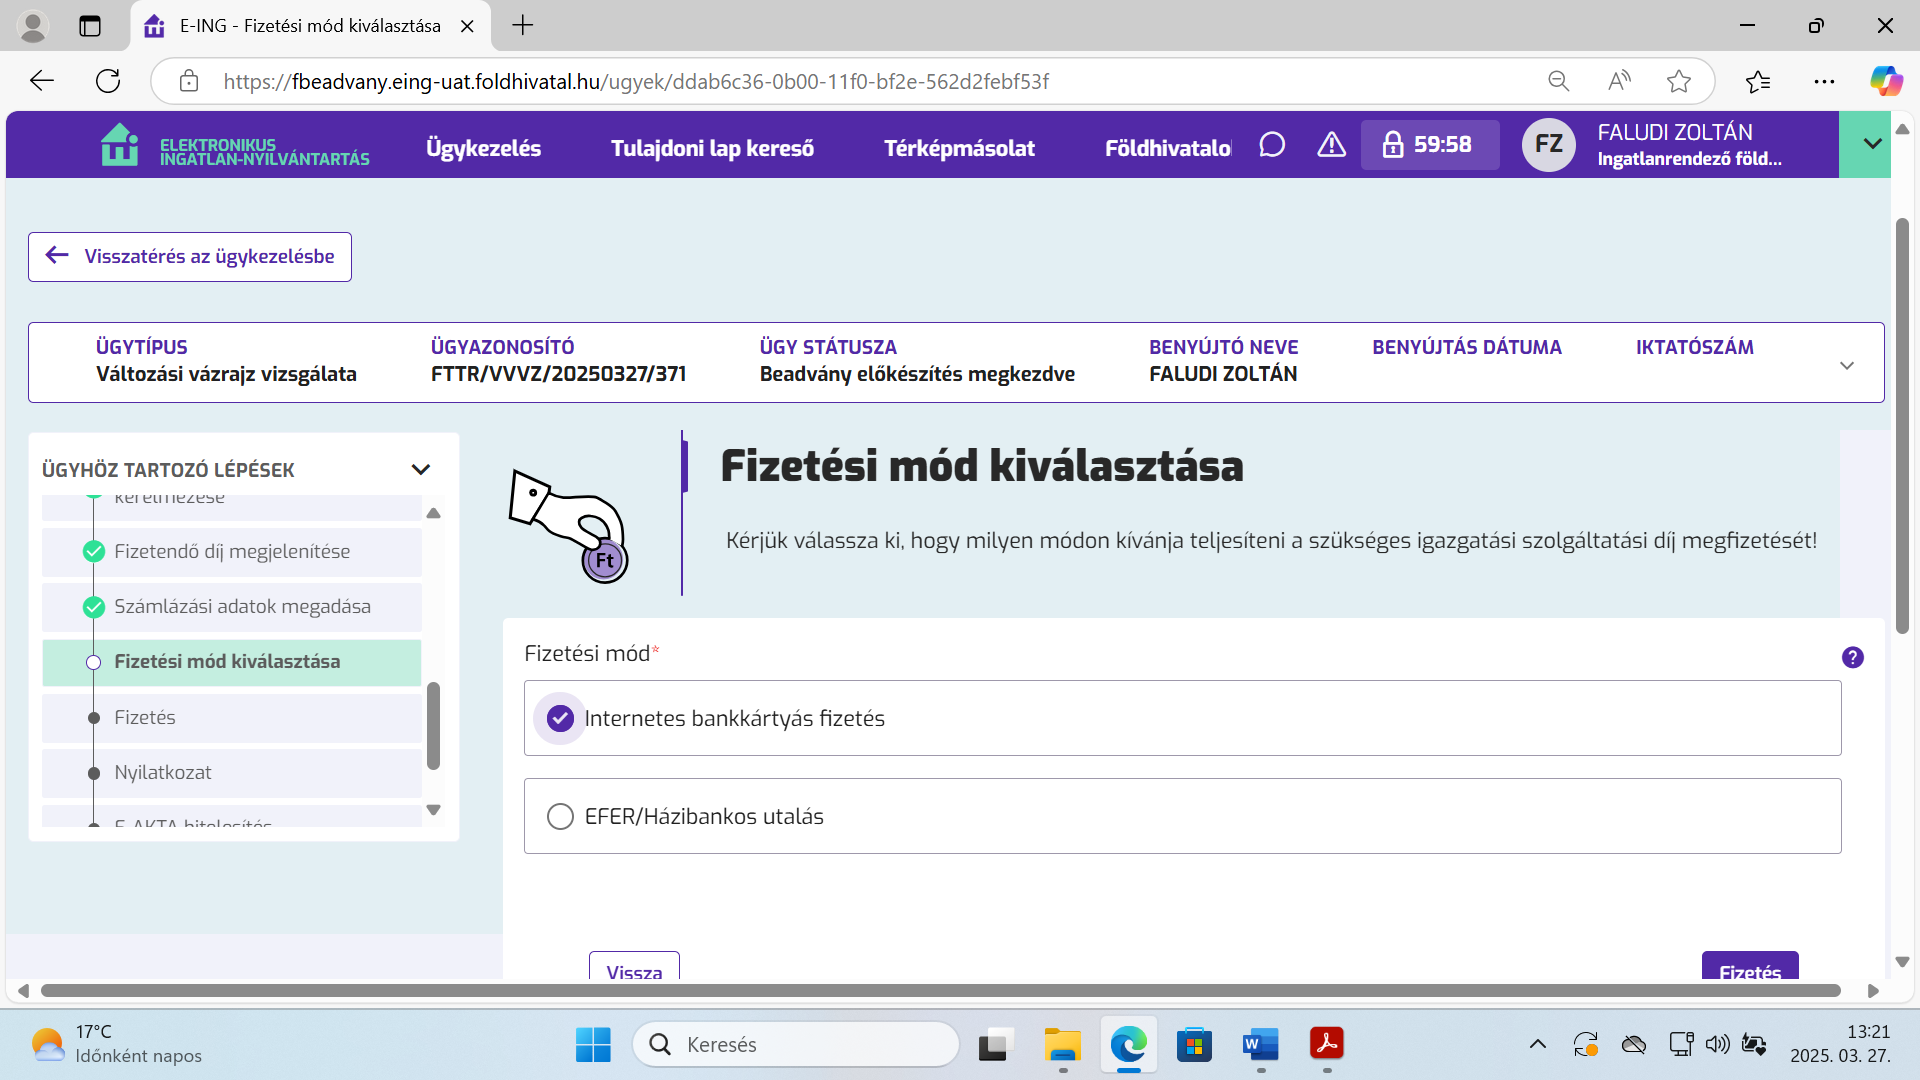 E-ING - Fizetési mód kiválasztása
https://fbeadvany.eing-uat.foldhivatal.hu/ugyek/ddab6c36-0b00-11f0-bf2e-562d2febf53f
ELEKTRONIKUS
INGATLAN-NYILVÁNTARTÁS
Ügykezelés
Tulajdoni lap kereső
Térképmásolat
Földhivatalo
59:58
FZ
FALUDI ZOLTÁN
Ingatlanrendező föld...
Visszatérés az ügykezelésbe
ÜGYTÍPUS
Változási vázrajz vizsgálata
ÜGYAZONOSÍTÓ
FTTR/VVVZ/20250327/371
ÜGY STÁTUSZA
Beadvány előkészítés megkezdve
BENYÚJTÓ NEVE
FALUDI ZOLTÁN
BENYÚJTÁS DÁTUMA
IKTATÓSZÁM
ÜGYHÖZ TARTOZÓ LÉPÉSEK
kérelmezése
Fizetendő díj megjelenítése
Számlázási adatok megadása
Fizetési mód kiválasztása
Fizetés
Nyilatkozat
E-AKTA hitelesítés
Ft
Fizetési mód kiválasztása
Kérjük válassza ki, hogy milyen módon kívánja teljesíteni a szükséges igazgatási szolgáltatási díj megfizetését!
Fizetési mód*
?
Internetes bankkártyás fizetés
EFER/Házibankos utalás
Vissza
Fizetés
17°C
Időnként napos
Keresés
13:21
2025. 03. 27.